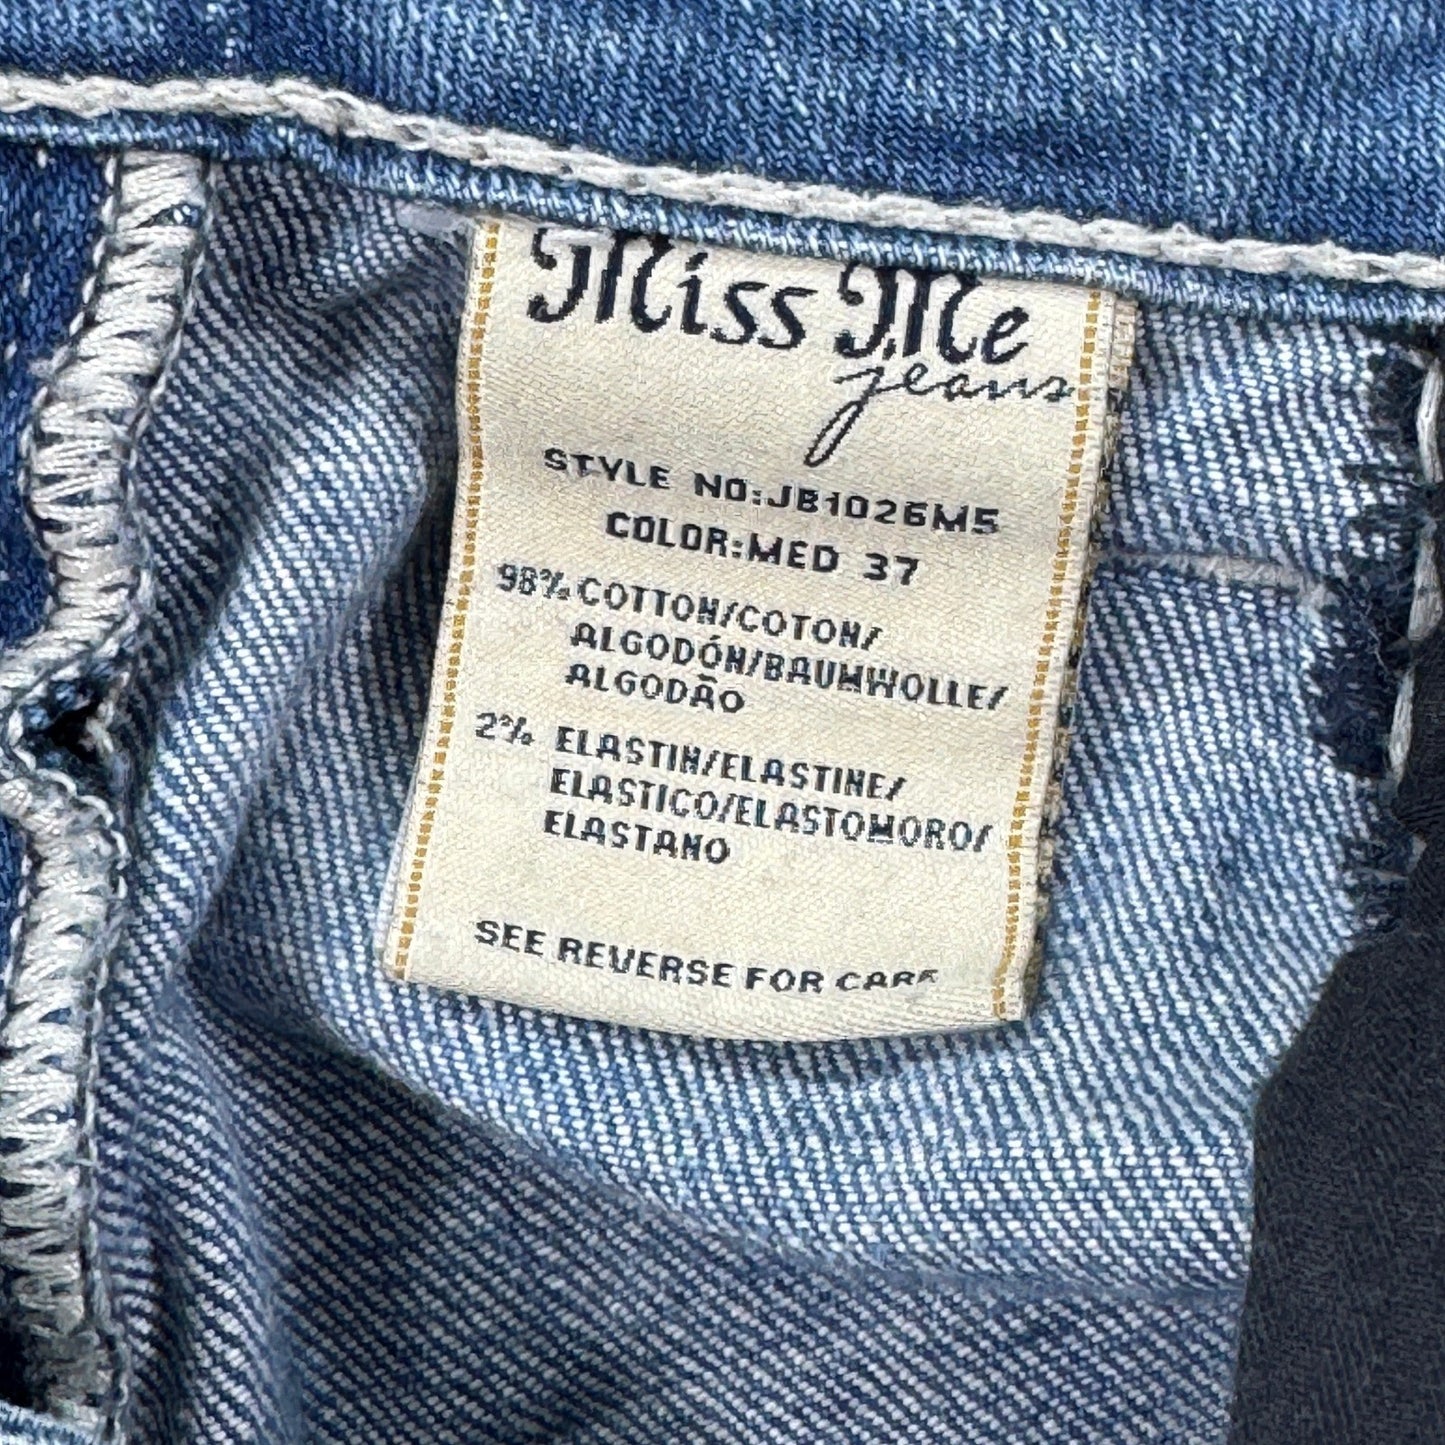 Miss Me
jeans
STYLE NO:JB1026M5
COLOR:MED 37
98% COTTON/COTON/
ALGODÓN/BAUMWOLLE/
ALGODÃO
2% ELASTIN/ELASTINE/
ELASTICO/ELASTOMORO/
ELASTANO
SEE REVERSE FOR CARE